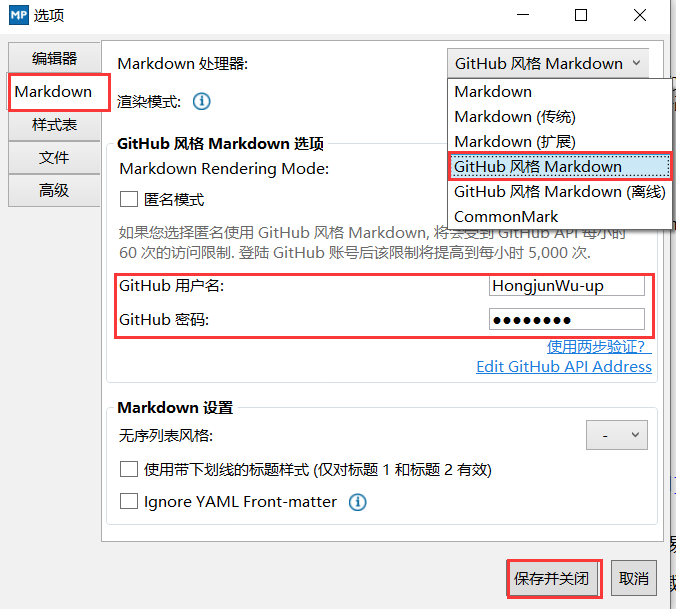 MP 选项
编辑器
Markdown
样式表
文件
高级
Markdown 处理器:
GitHub 风格 Markdown
渲染模式:
Markdown
Markdown (传统)
Markdown (扩展)
GitHub 风格 Markdown
GitHub 风格 Markdown (离线)
CommonMark
GitHub 风格 Markdown 选项
Markdown Rendering Mode:
匿名模式
如果您选择匿名使用 GitHub 风格 Markdown, 将会受到 GitHub API 每小时
60 次的访问限制. 登陆 GitHub 账号后该限制将提高到每小时 5,000 次.
GitHub 用户名:
HongjunWu-up
GitHub 密码:
●●●●●●●●
使用两步验证?
Edit GitHub API Address
Markdown 设置
无序列表风格:
-
使用带下划线的标题样式 (仅对标题 1 和标题 2 有效)
Ignore YAML Front-matter
保存并关闭
取消